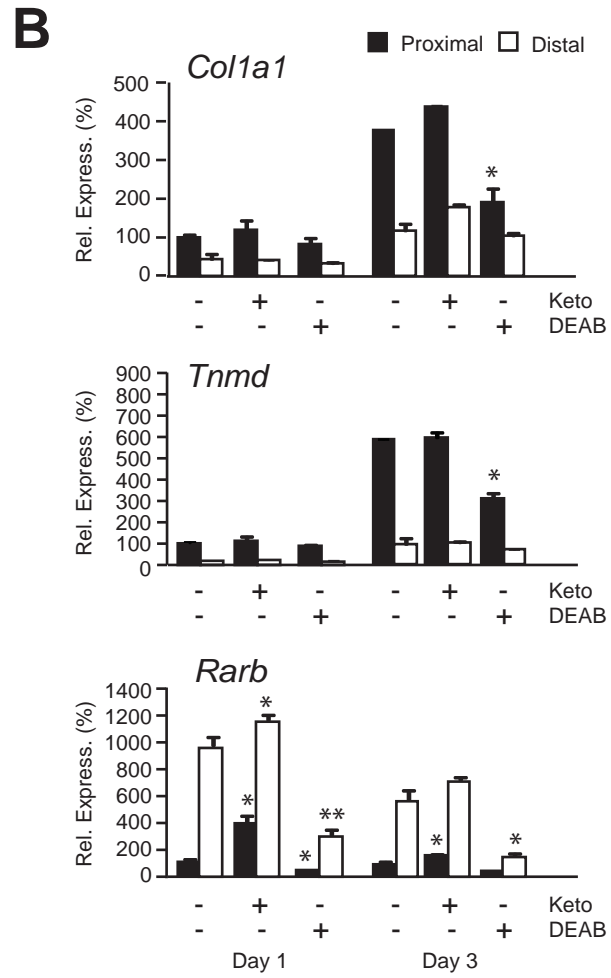 B
Proximal Distal
Col1a1
Rel. Express. (%)
500
400
300
200
100
0
*
- + - - + - Keto
- - + - - + DEAB
Tnmd
Rel. Express. (%)
900
800
700
600
500
400
300
200
100
0
*
- + - - + - Keto
- - + - - + DEAB
Rarb
Rel. Express. (%)
1400
1200
1000
800
600
400
200
0
* * * ** * *
- + - - + - Keto
- - + - - + DEAB
Day 1 Day 3